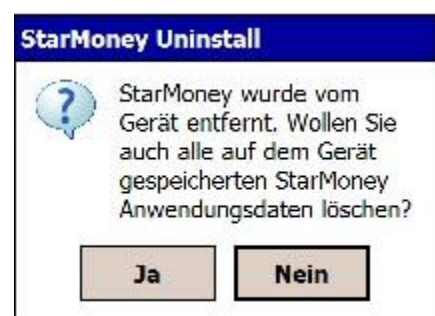 StarMoney Uninstall
StarMoney wurde vom
Gerät entfernt. Wollen Sie
auch alle auf dem Gerät
gespeicherten StarMoney
Anwendungsdaten löschen?
Ja
Nein